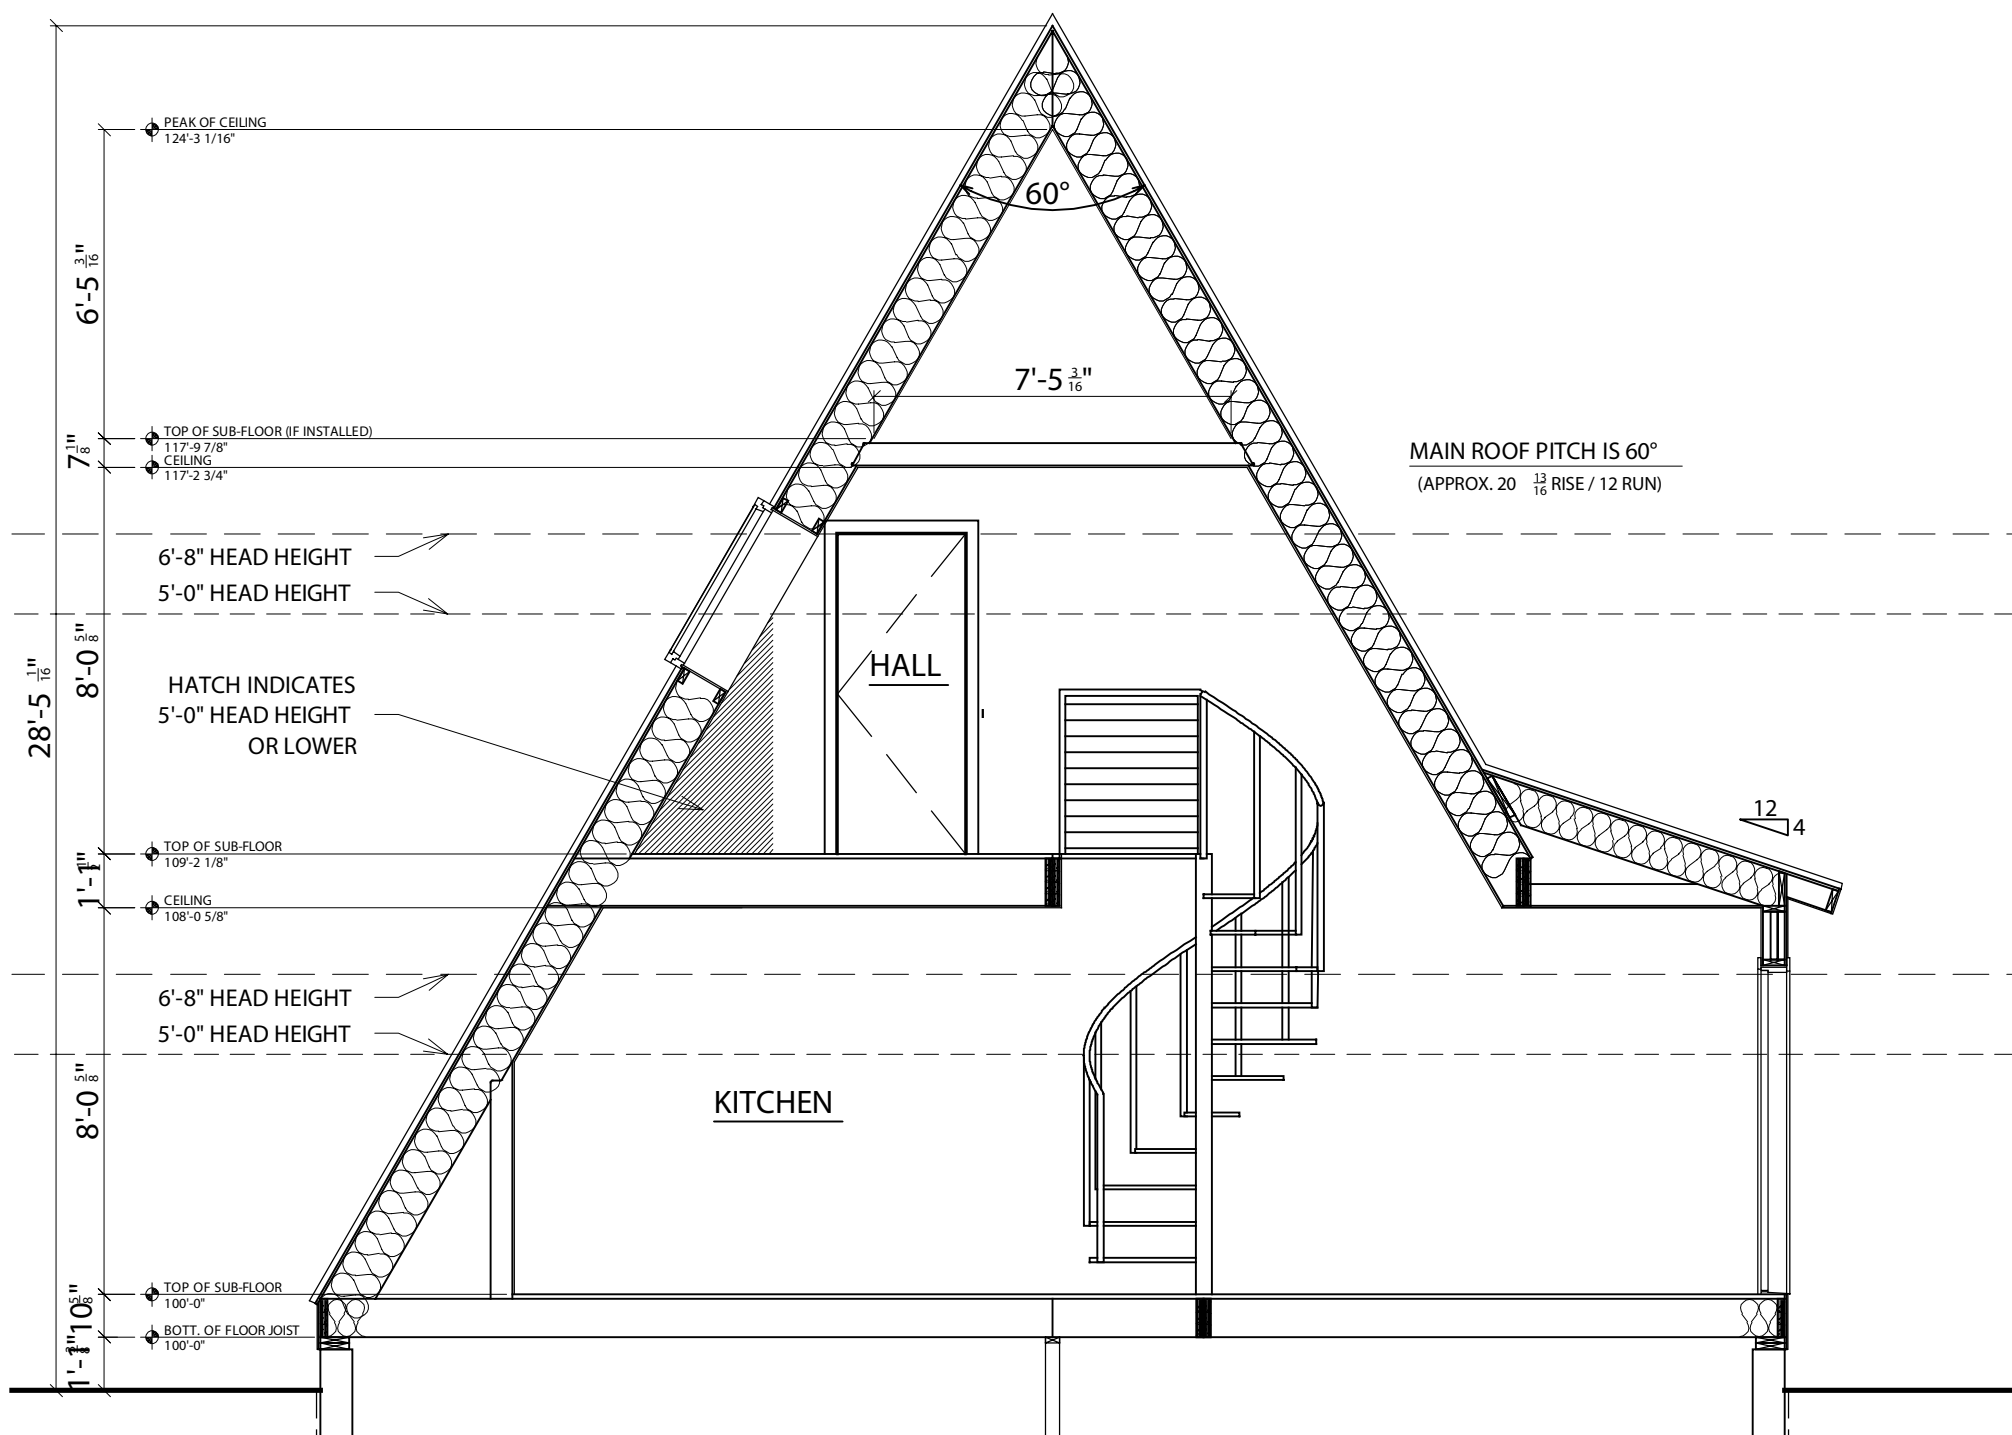 PEAK OF CEILING
124'-3 1/16"
60°
6'-5 3/16"
7'-5 3/16"
TOP OF SUB-FLOOR (IF INSTALLED)
117'-9 7/8"
7 1/8"
CEILING
117'-2 3/4"
MAIN ROOF PITCH IS 60°
(APPROX. 20 13/16 RISE / 12 RUN)
6'-8" HEAD HEIGHT
5'-0" HEAD HEIGHT
8'-0 5/8"
28'-5 1/16"
HALL
HATCH INDICATES
5'-0" HEAD HEIGHT
OR LOWER
12
4
TOP OF SUB-FLOOR
109'-2 1/8"
1'-1 1/2"
CEILING
108'-0 5/8"
6'-8" HEAD HEIGHT
5'-0" HEAD HEIGHT
8'-0 5/8"
KITCHEN
TOP OF SUB-FLOOR
100'-0"
10 5/8"
BOTT. OF FLOOR JOIST
100'-0"